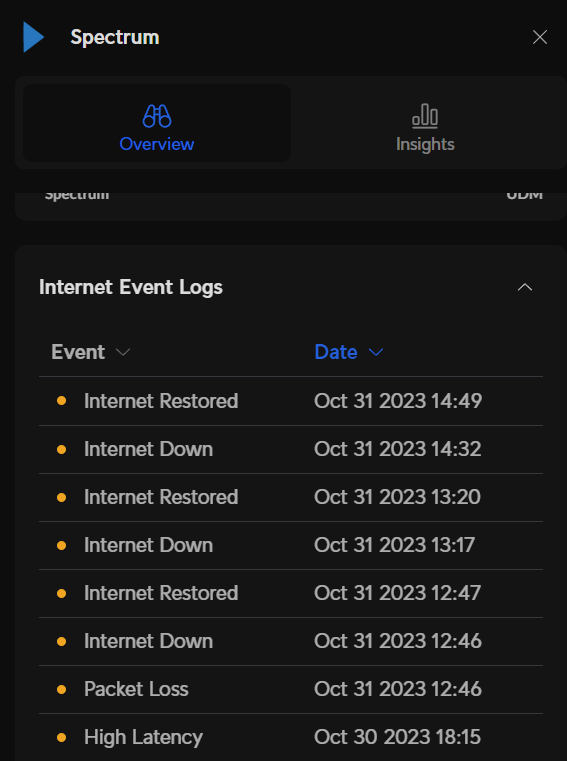 Spectrum
Overview
Insights
Spectrum UDM
Internet Event Logs
Event Date
Internet Restored Oct 31 2023 14:49
Internet Down Oct 31 2023 14:32
Internet Restored Oct 31 2023 13:20
Internet Down Oct 31 2023 13:17
Internet Restored Oct 31 2023 12:47
Internet Down Oct 31 2023 12:46
Packet Loss Oct 31 2023 12:46
High Latency Oct 30 2023 18:15